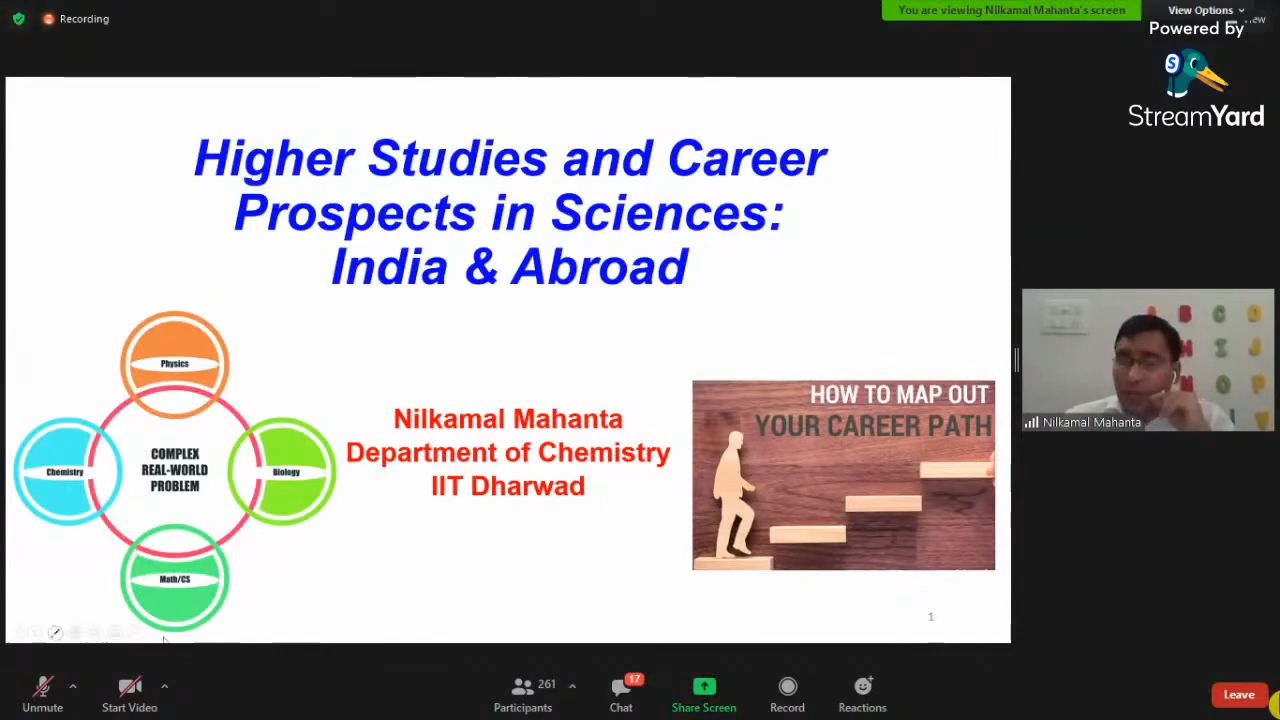 Recording
You are viewing Nilkamal Mahanta's screen
View Options
View
Powered by
S
StreamYard
Higher Studies and Career
Prospects in Sciences:
India & Abroad
Physics
Chemistry
COMPLEX
REAL-WORLD
PROBLEM
Biology
Math/CS
Nilkamal Mahanta
Department of Chemistry
IIT Dharwad
HOW TO MAP OUT
YOUR CAREER PATH
1
B C D
H I J
M O P
Nilkamal Mahanta
Unmute
Start Video
261
Participants
17
Chat
Share Screen
Record
Reactions
Leave